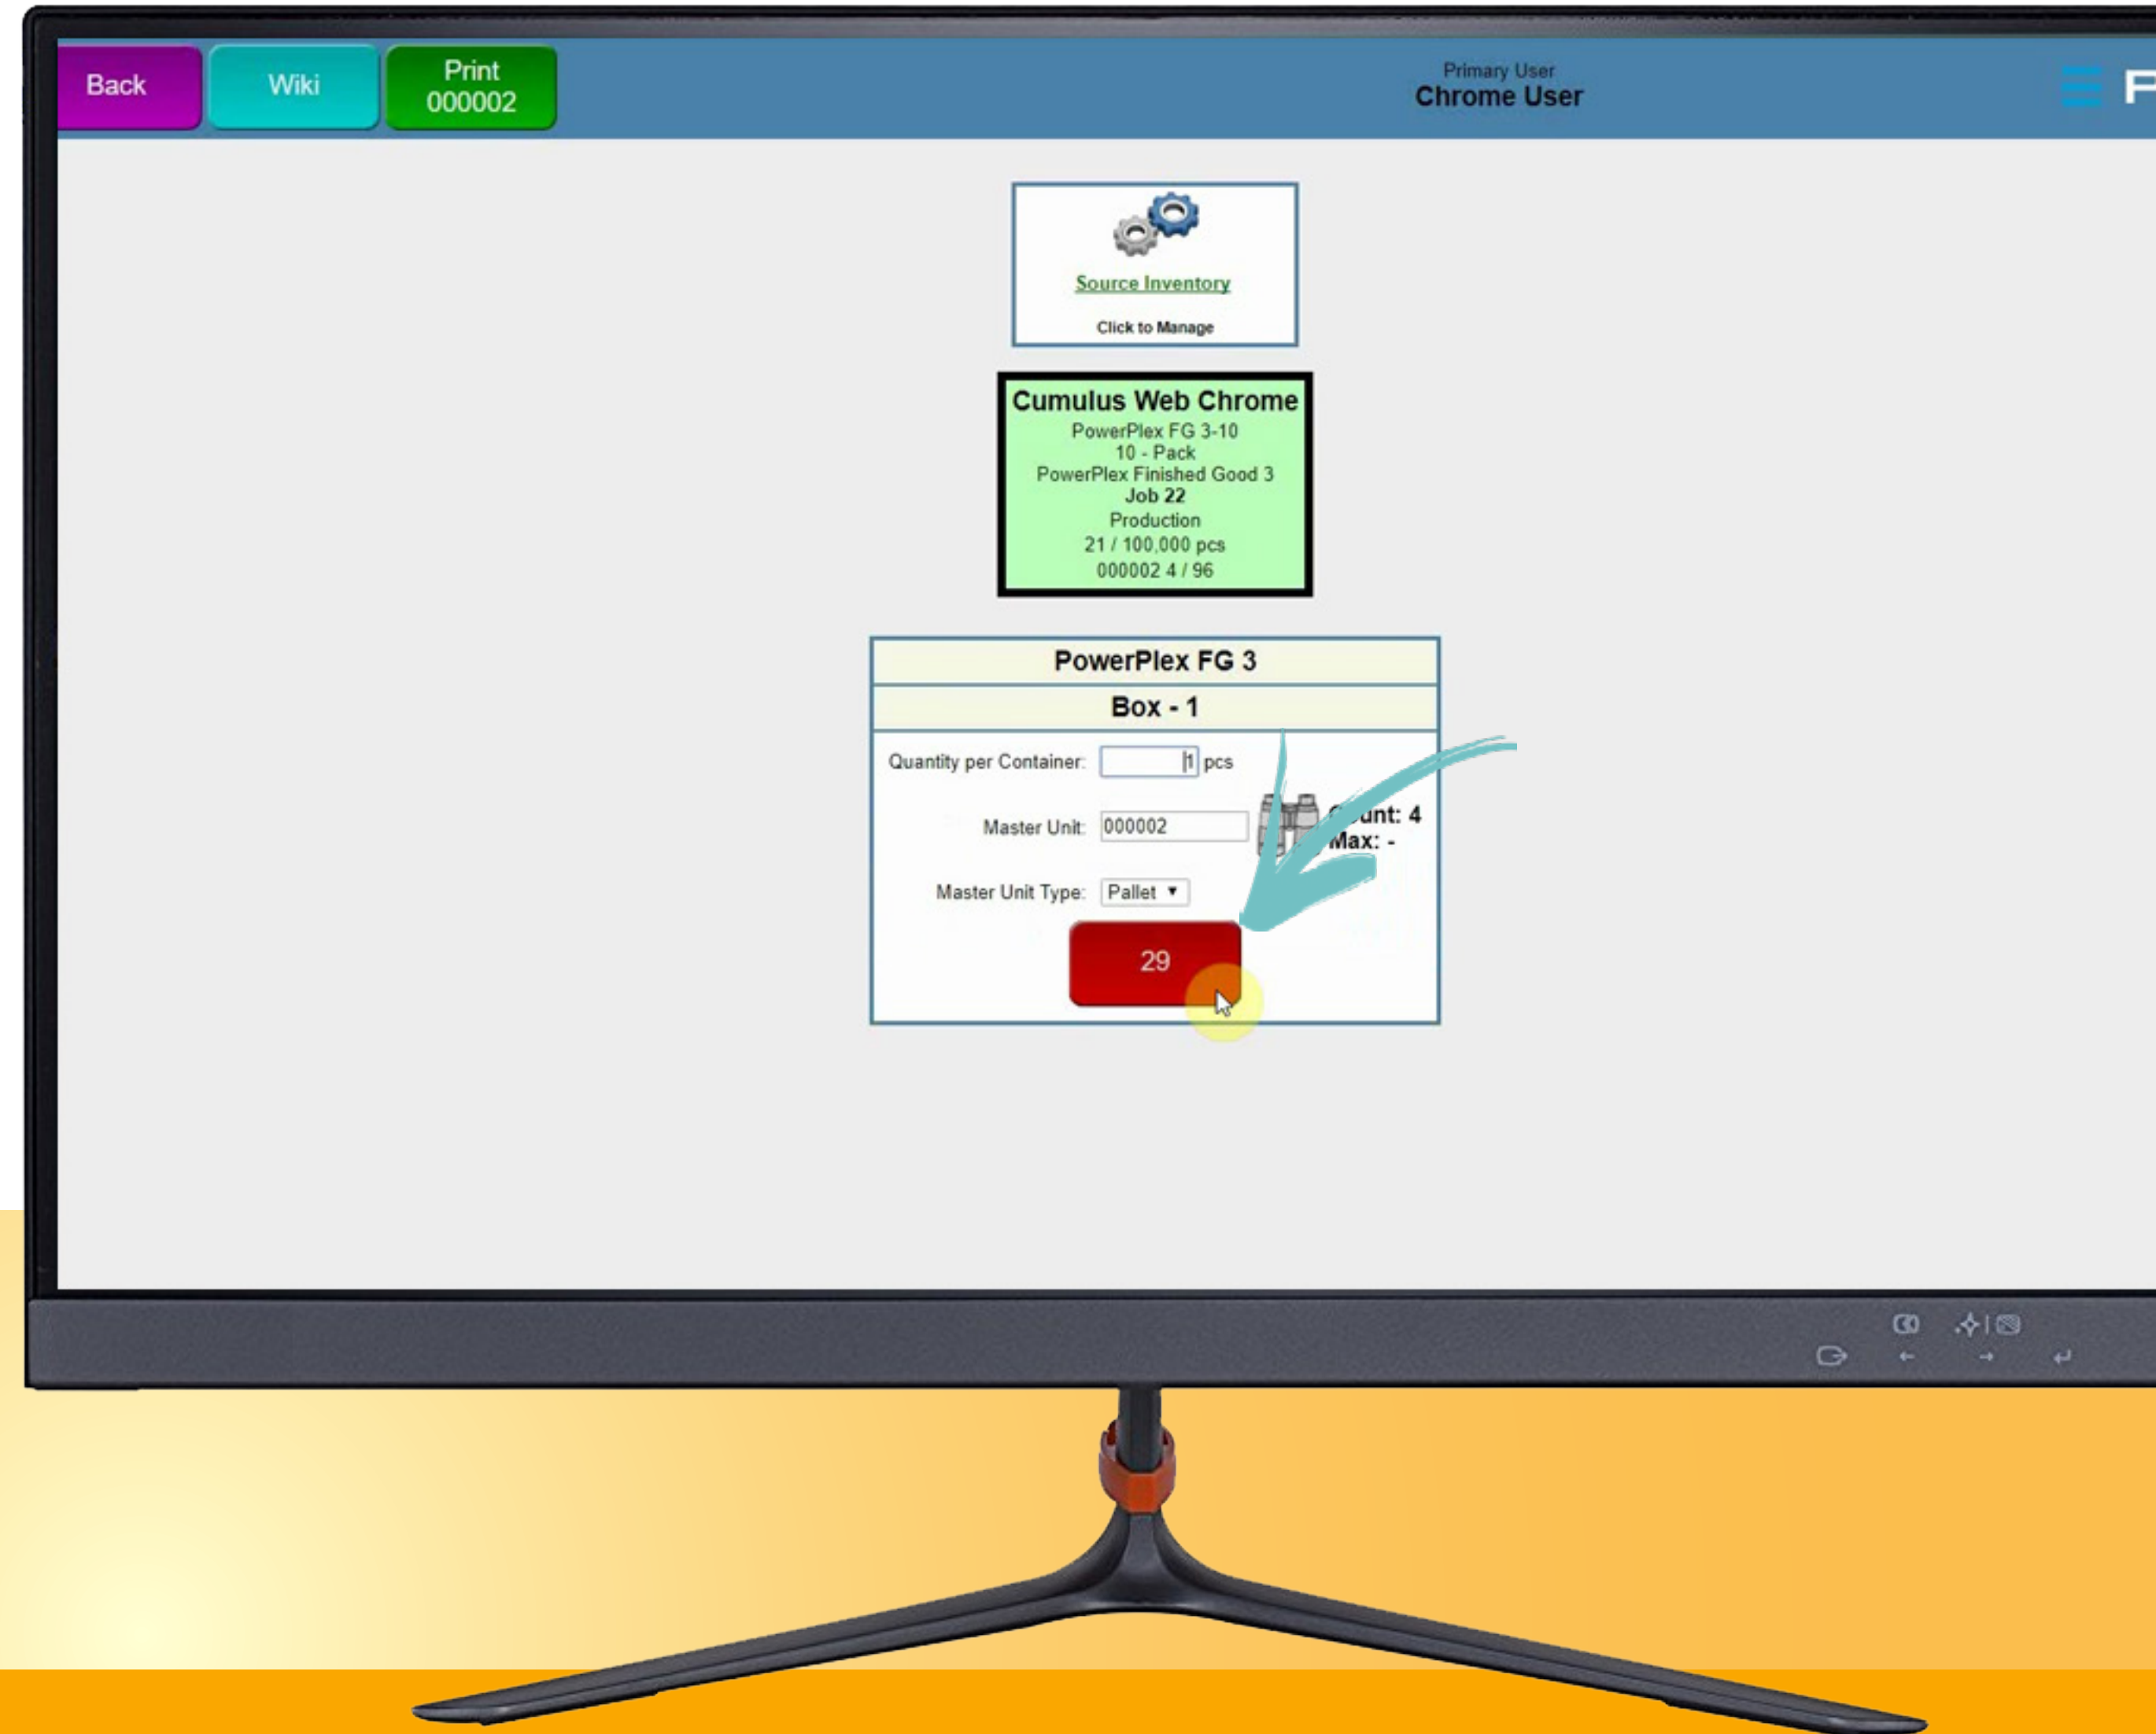 Back
Wiki
Print
000002
Primary User
Chrome User
Source Inventory
Click to Manage
Cumulus Web Chrome
PowerPlex FG 3-10
10 - Pack
PowerPlex Finished Good 3
Job 22
Production
21 / 100,000 pcs
000002 4 / 96
PowerPlex FG 3
Box - 1
Quantity per Container: 1 pcs
Master Unit: 000002
Count: 4
Max: -
Master Unit Type: Pallet
29